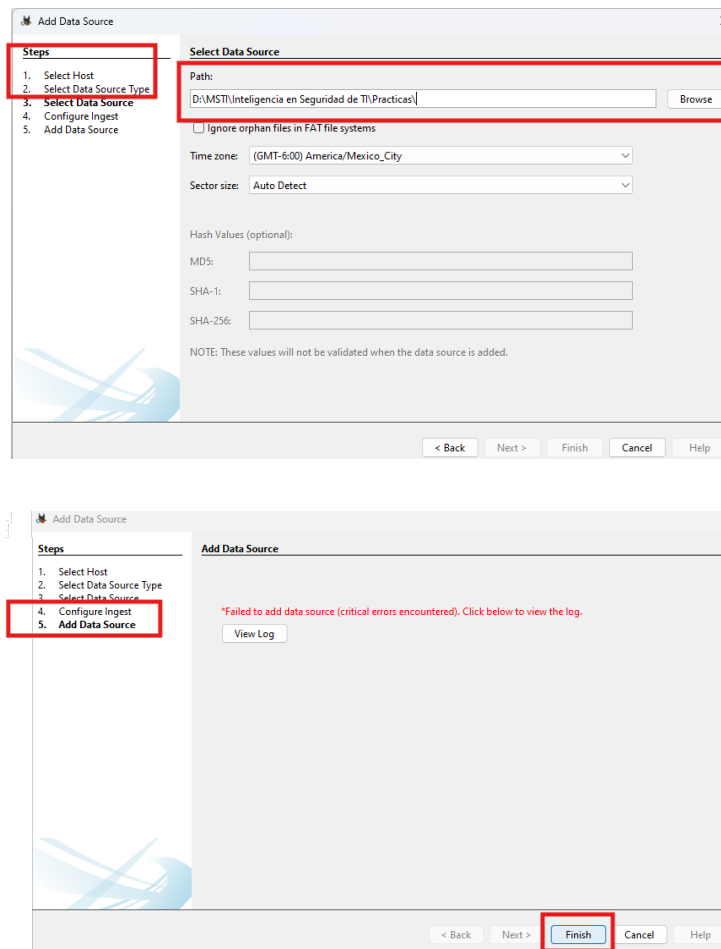 Add Data Source
Steps
1. Select Host
2. Select Data Source Type
3. Select Data Source
4. Configure Ingest
5. Add Data Source
Select Data Source
Path:
D:\MSTI\Inteligencia en Seguridad de TI\Practicas\
Browse
Ignore orphan files in FAT file systems
Time zone: (GMT-6:00) America/Mexico_City
Sector size: Auto Detect
Hash Values (optional):
MD5:
SHA-1:
SHA-256:
NOTE: These values will not be validated when the data source is added.
< Back Next > Finish Cancel Help
Add Data Source
Steps
1. Select Host
2. Select Data Source Type
3. Select Data Source
4. Configure Ingest
5. Add Data Source
Add Data Source
*Failed to add data source (critical errors encountered). Click below to view the log.
View Log
< Back Next > Finish Cancel Help